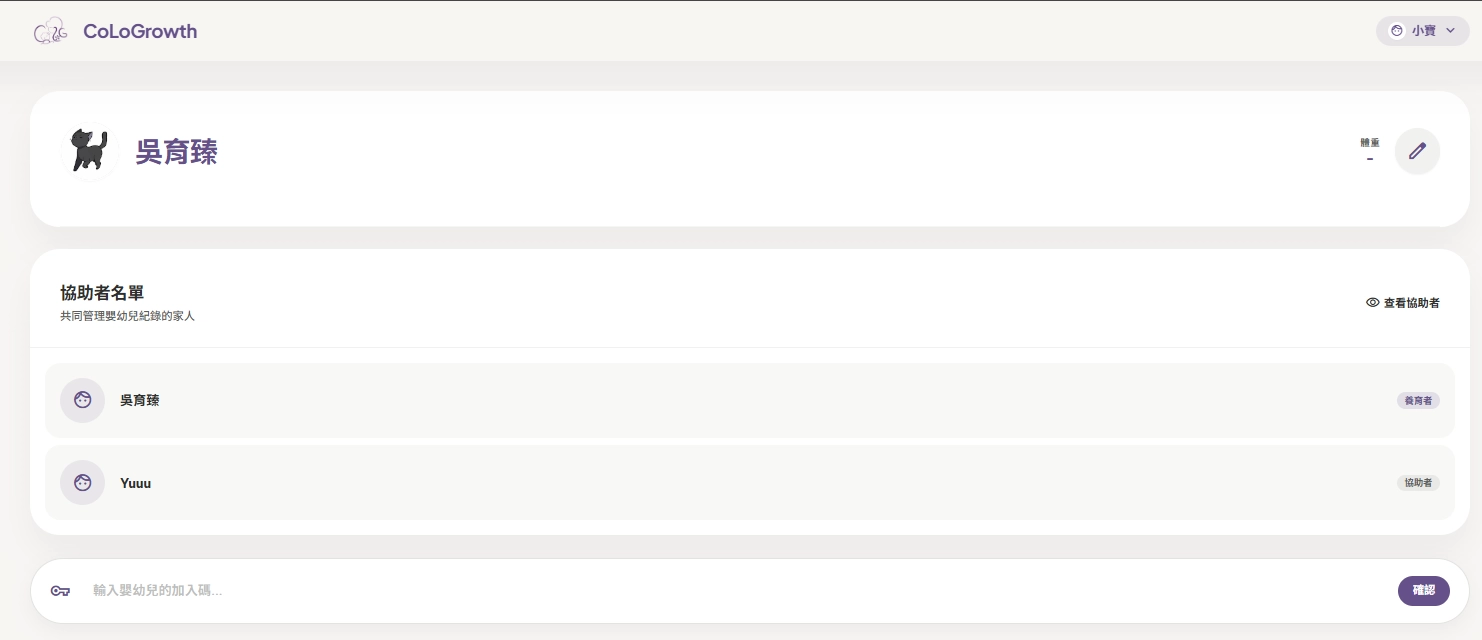 CoLoGrowth
小寶
吳育臻
體重
-
協助者名單
共同管理嬰幼兒紀錄的家人
查看協助者
吳育臻
養育者
Yuuu
協助者
輸入嬰幼兒的加入碼...
確認